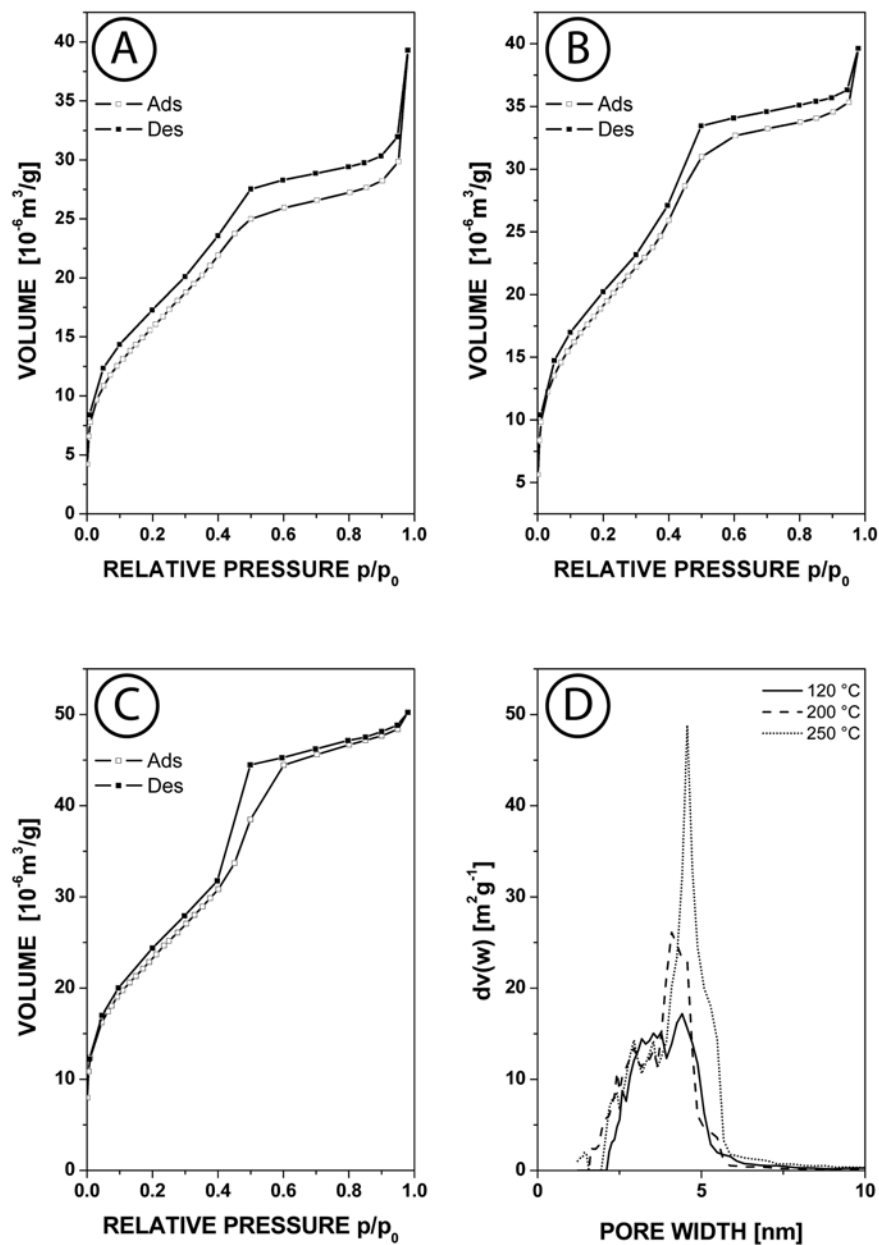 A
Ads
Des
VOLUME [10⁻⁶m³/g]
40
35
30
25
20
15
10
5
0
0.0 0.2 0.4 0.6 0.8 1.0
RELATIVE PRESSURE p/p₀
B
Ads
Des
VOLUME [10⁻⁶m³/g]
40
35
30
25
20
15
10
5
0.0 0.2 0.4 0.6 0.8 1.0
RELATIVE PRESSURE p/p₀
C
Ads
Des
VOLUME [10⁻⁶m³/g]
50
40
30
20
10
0
0.0 0.2 0.4 0.6 0.8 1.0
RELATIVE PRESSURE p/p₀
D
120 °C
200 °C
250 °C
dv(w) [m²g⁻¹]
50
40
30
20
10
0
0 5 10
PORE WIDTH [nm]